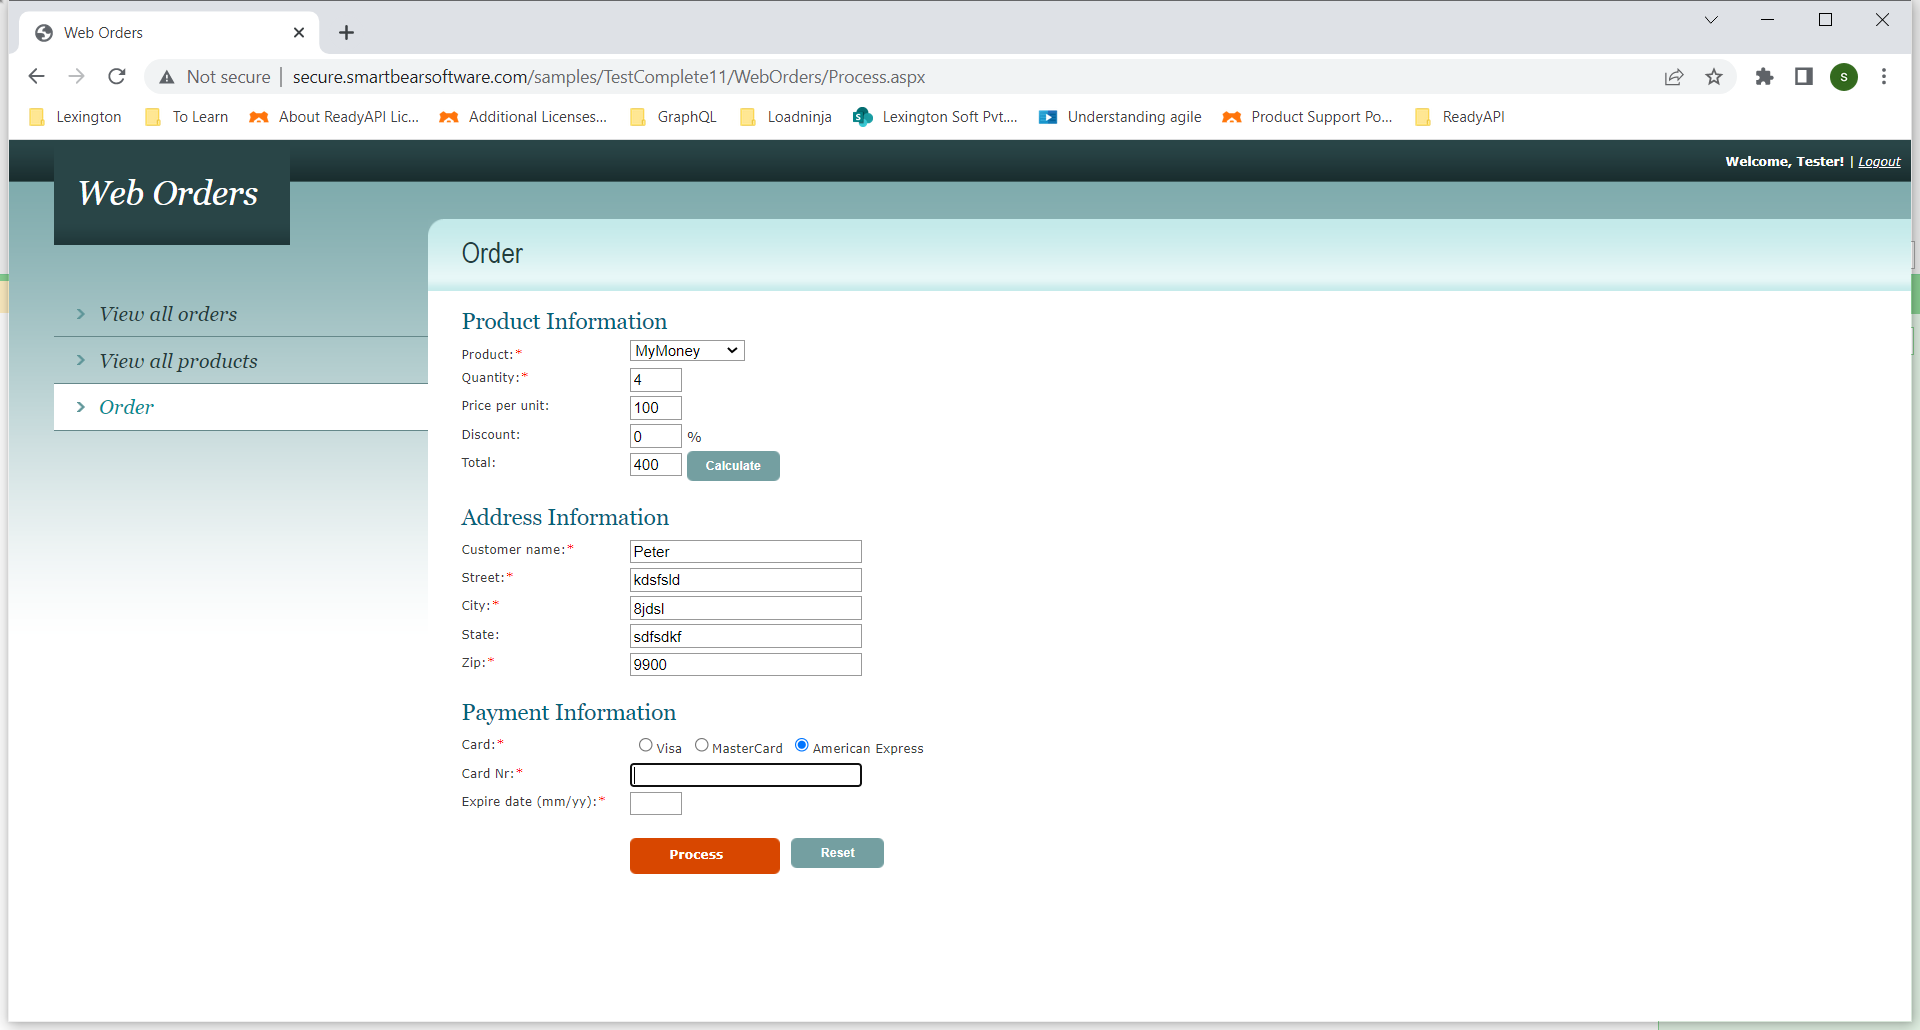 Web Orders
Not secure | secure.smartbearsoftware.com/samples/TestComplete11/WebOrders/Process.aspx
S
Lexington To Learn About ReadyAPI Lic... Additional Licenses... GraphQL Loadninja Lexington Soft Pvt.... Understanding agile Product Support Po... ReadyAPI
Welcome, Tester! | Logout
Web Orders
Order
View all orders
View all products
Order
Product Information
Product:* MyMoney
Quantity:* 4
Price per unit: 100
Discount: 0 %
Total: 400 Calculate
Address Information
Customer name:* Peter
Street:* kdsfsld
City:* 8jdsl
State: sdfsdkf
Zip:* 9900
Payment Information
Card:* Visa MasterCard American Express
Card Nr:*
Expire date (mm/yy):*
Process Reset